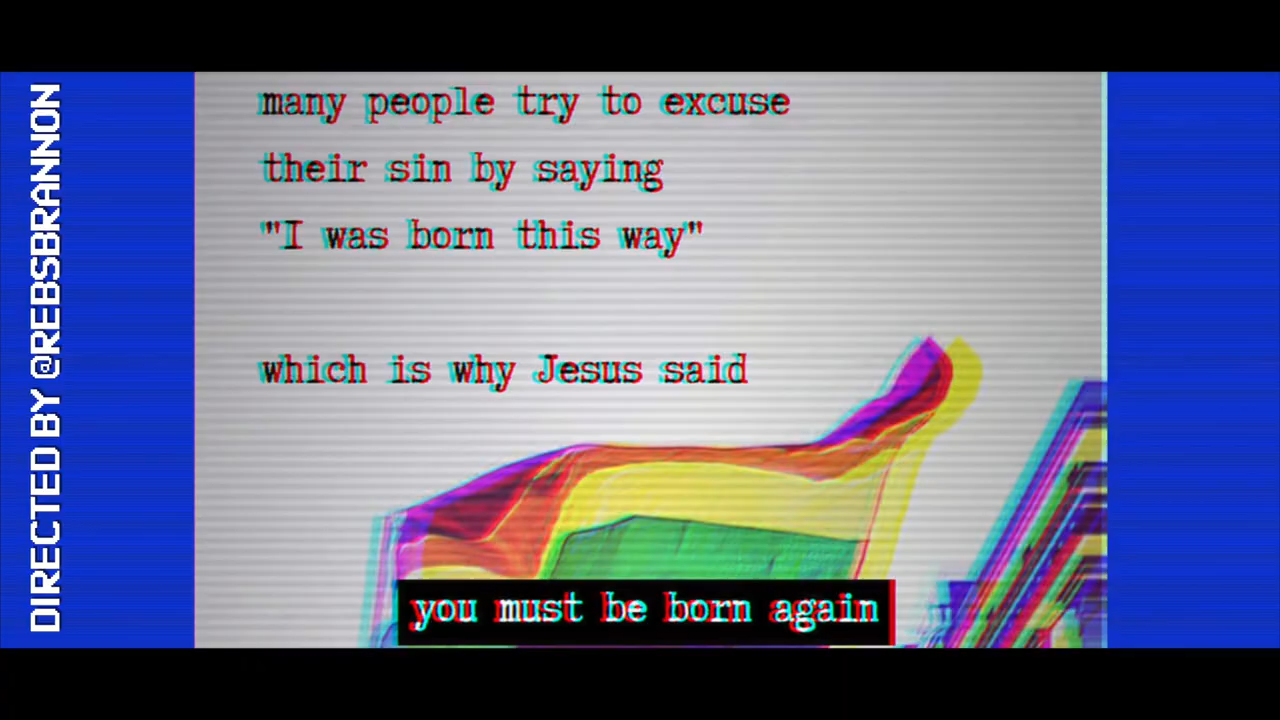 DIRECTED BY @REBSBRANNON
many people try to excuse
their sin by saying
"I was born this way"
which is why Jesus said
you must be born again